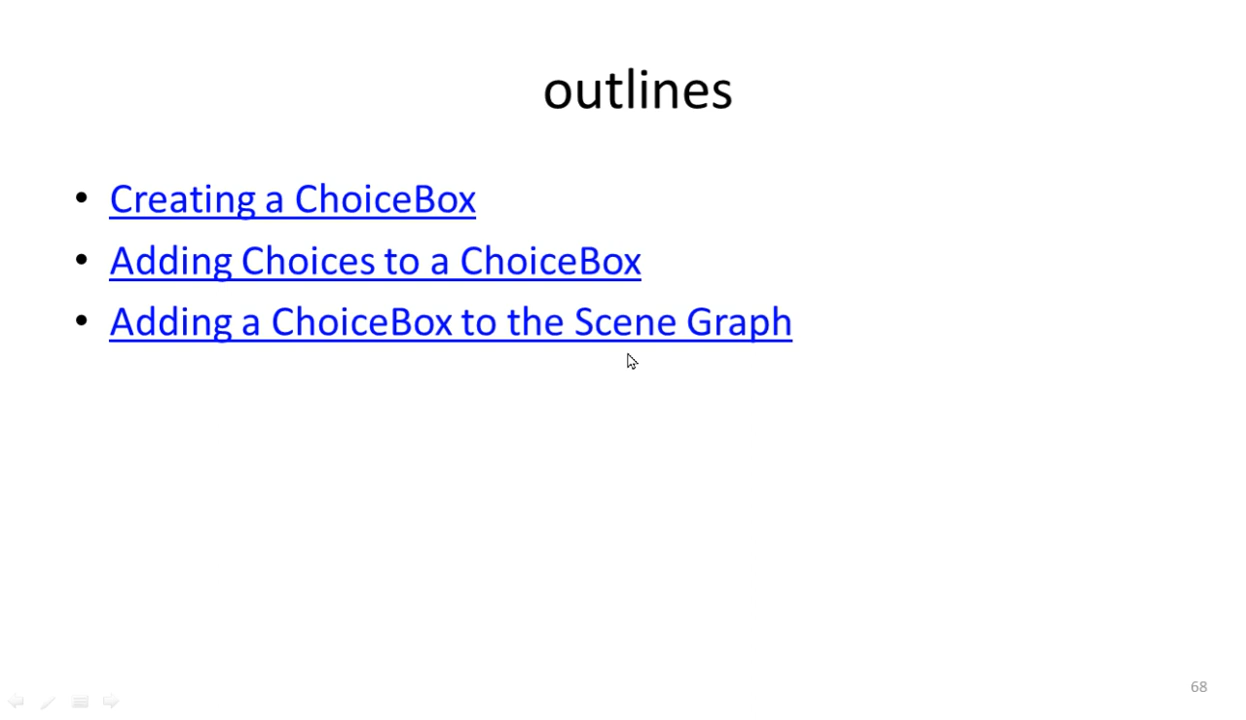 outlines
• Creating a ChoiceBox
• Adding Choices to a ChoiceBox
• Adding a ChoiceBox to the Scene Graph
68